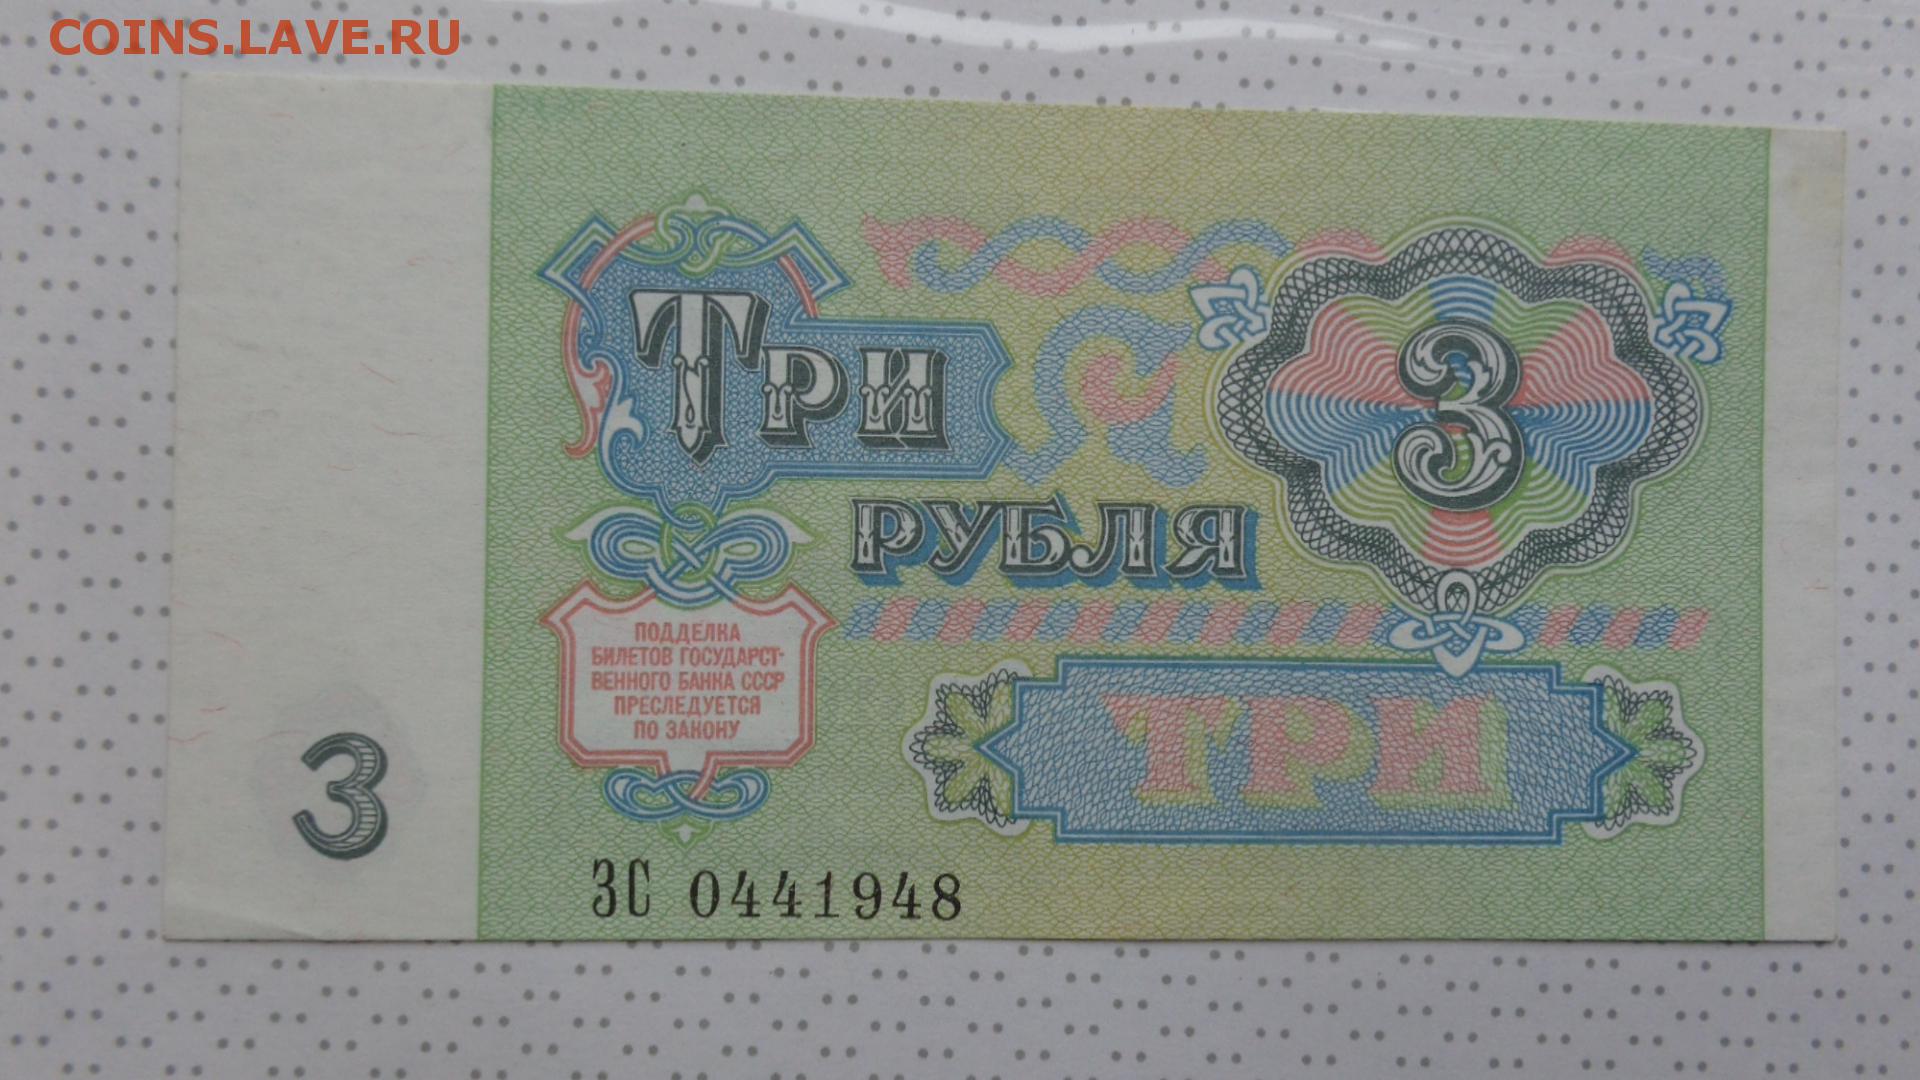 COINS.LAVE.RU
ТРИ
3
РУБЛЯ
ПОДДЕЛКА
БИЛЕТОВ ГОСУДАРСТ-
ВЕННОГО БАНКА СССР
ПРЕСЛЕДУЕТСЯ
ПО ЗАКОНУ
ТРИ
3
ЗС 0441948